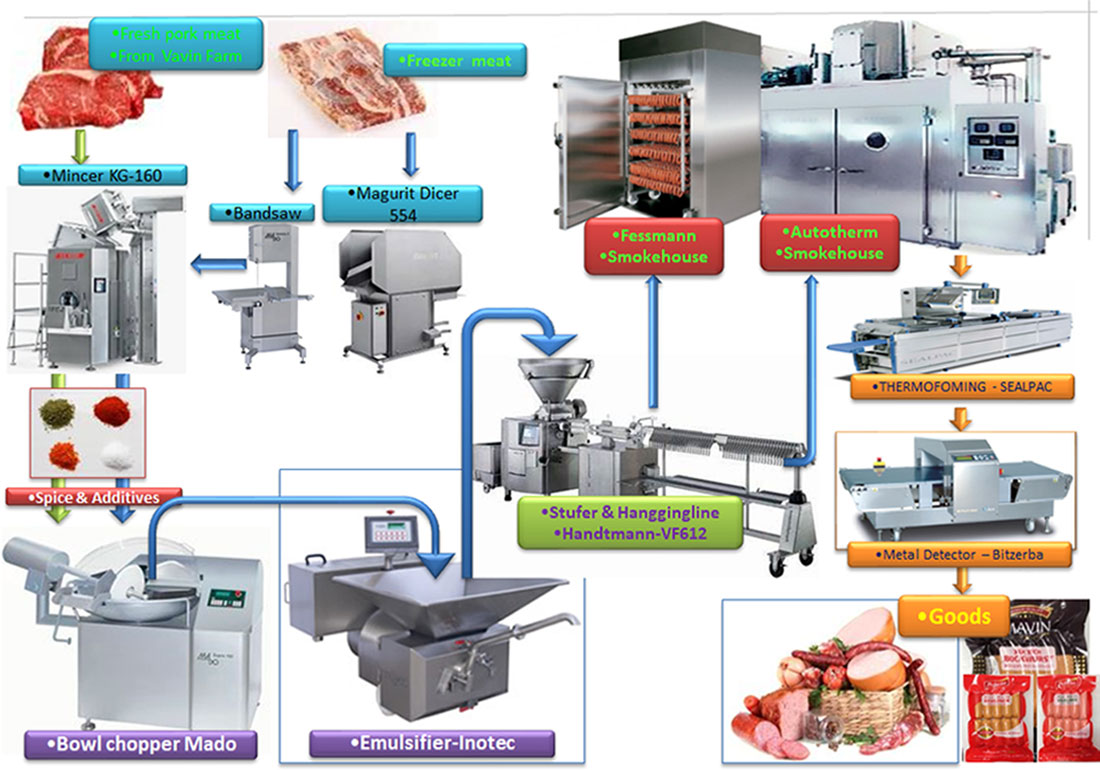 •Fresh pork meat
•From Vavin Farm
•Freezer meat
•Mincer KG-160
•Bandsaw
•Magurit Dicer
554
•Fessmann
•Smokehouse
•Autotherm
•Smokehouse
SEALPAC
•THERMOFOMING - SEALPAC
•Spice & Additives
•Stufer & Hanggingline
•Handtmann-VF612
•Metal Detector – Bitzerba
•Goods
MAVIN
•Bowl chopper Mado
•Emulsifier-Inotec